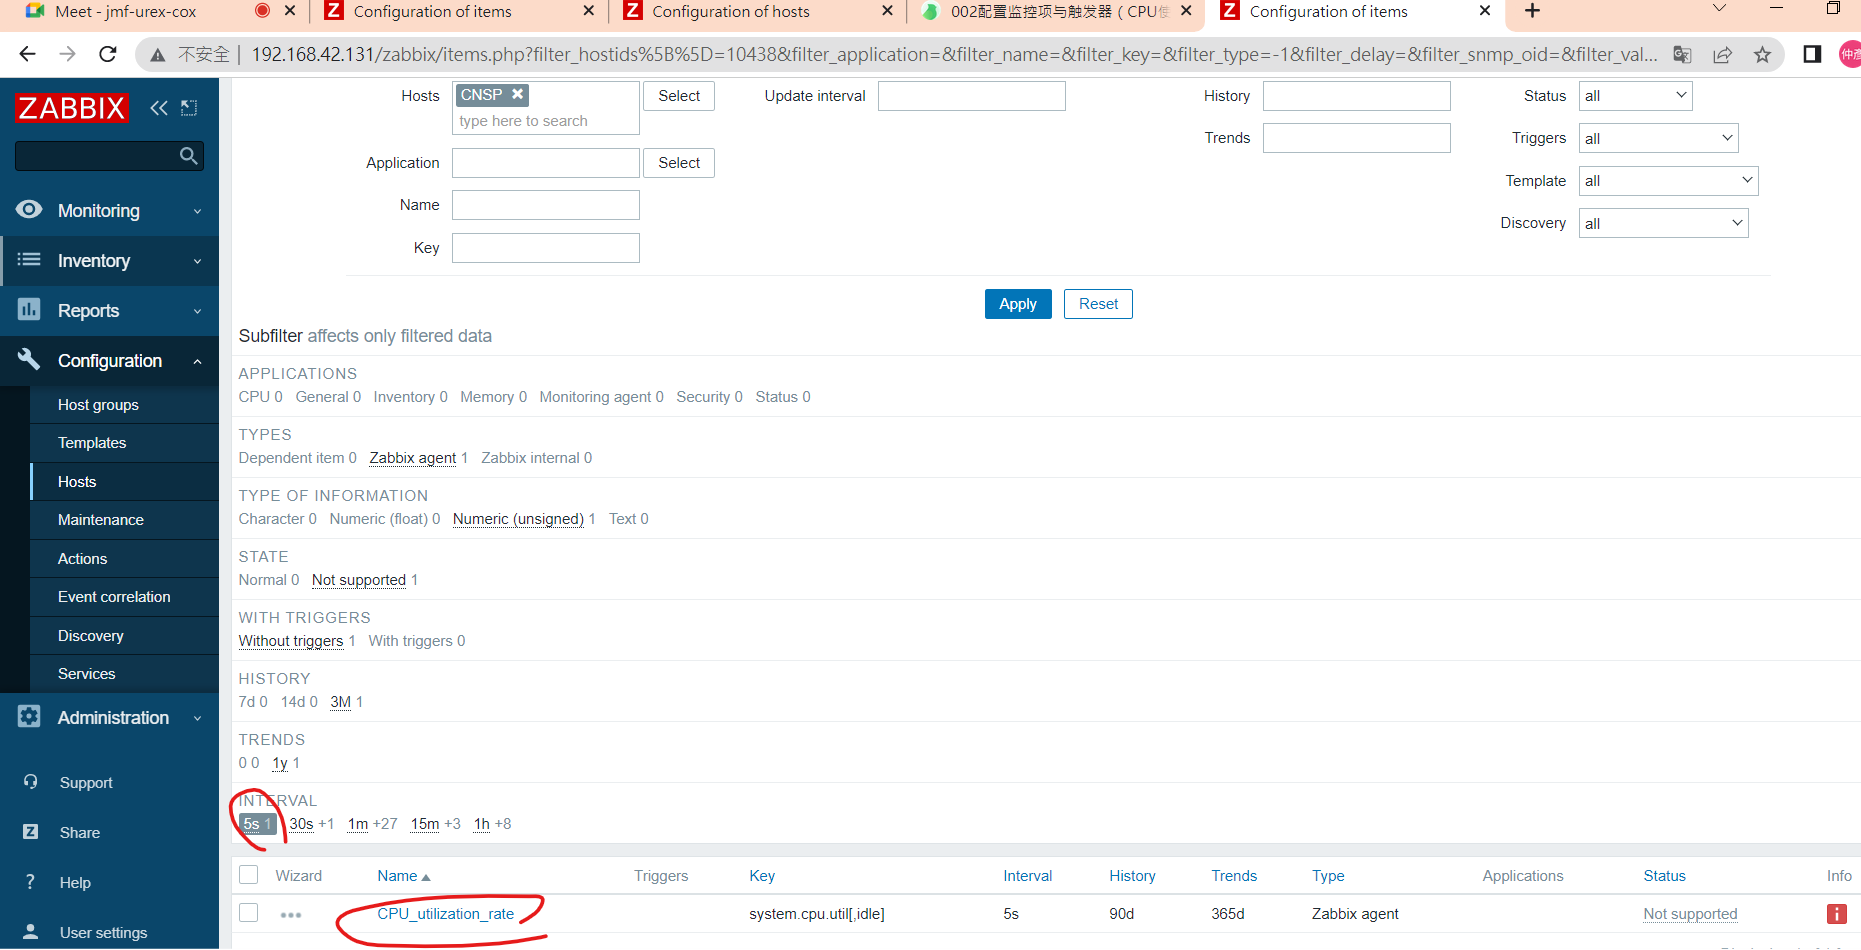 Meet - jmf-urex-cox
Configuration of items
Configuration of hosts
002配置监控项与触发器（CPU使
Configuration of items
不安全
192.168.42.131/zabbix/items.php?filter_hostids%5B%5D=10438&filter_application=&filter_name=&filter_key=&filter_type=-1&filter_delay=&filter_snmp_oid=&filter_val...
仲彥
ZABBIX
Monitoring
Inventory
Reports
Configuration
Host groups
Templates
Hosts
Maintenance
Actions
Event correlation
Discovery
Services
Administration
Support
Share
Help
User settings
Hosts CNSP Select Update interval History Status all
type here to search
Trends Triggers all
Application Select
Template all
Name
Discovery all
Key
Apply Reset
Subfilter affects only filtered data
APPLICATIONS
CPU 0 General 0 Inventory 0 Memory 0 Monitoring agent 0 Security 0 Status 0
TYPES
Dependent item 0 Zabbix agent 1 Zabbix internal 0
TYPE OF INFORMATION
Character 0 Numeric (float) 0 Numeric (unsigned) 1 Text 0
STATE
Normal 0 Not supported 1
WITH TRIGGERS
Without triggers 1 With triggers 0
HISTORY
7d 0 14d 0 3M 1
TRENDS
0 0 1y 1
INTERVAL
5s 1 30s +1 1m +27 15m +3 1h +8
Wizard Name Triggers Key Interval History Trends Type Applications Status Info
CPU_utilization_rate system.cpu.util[,idle] 5s 90d 365d Zabbix agent Not supported